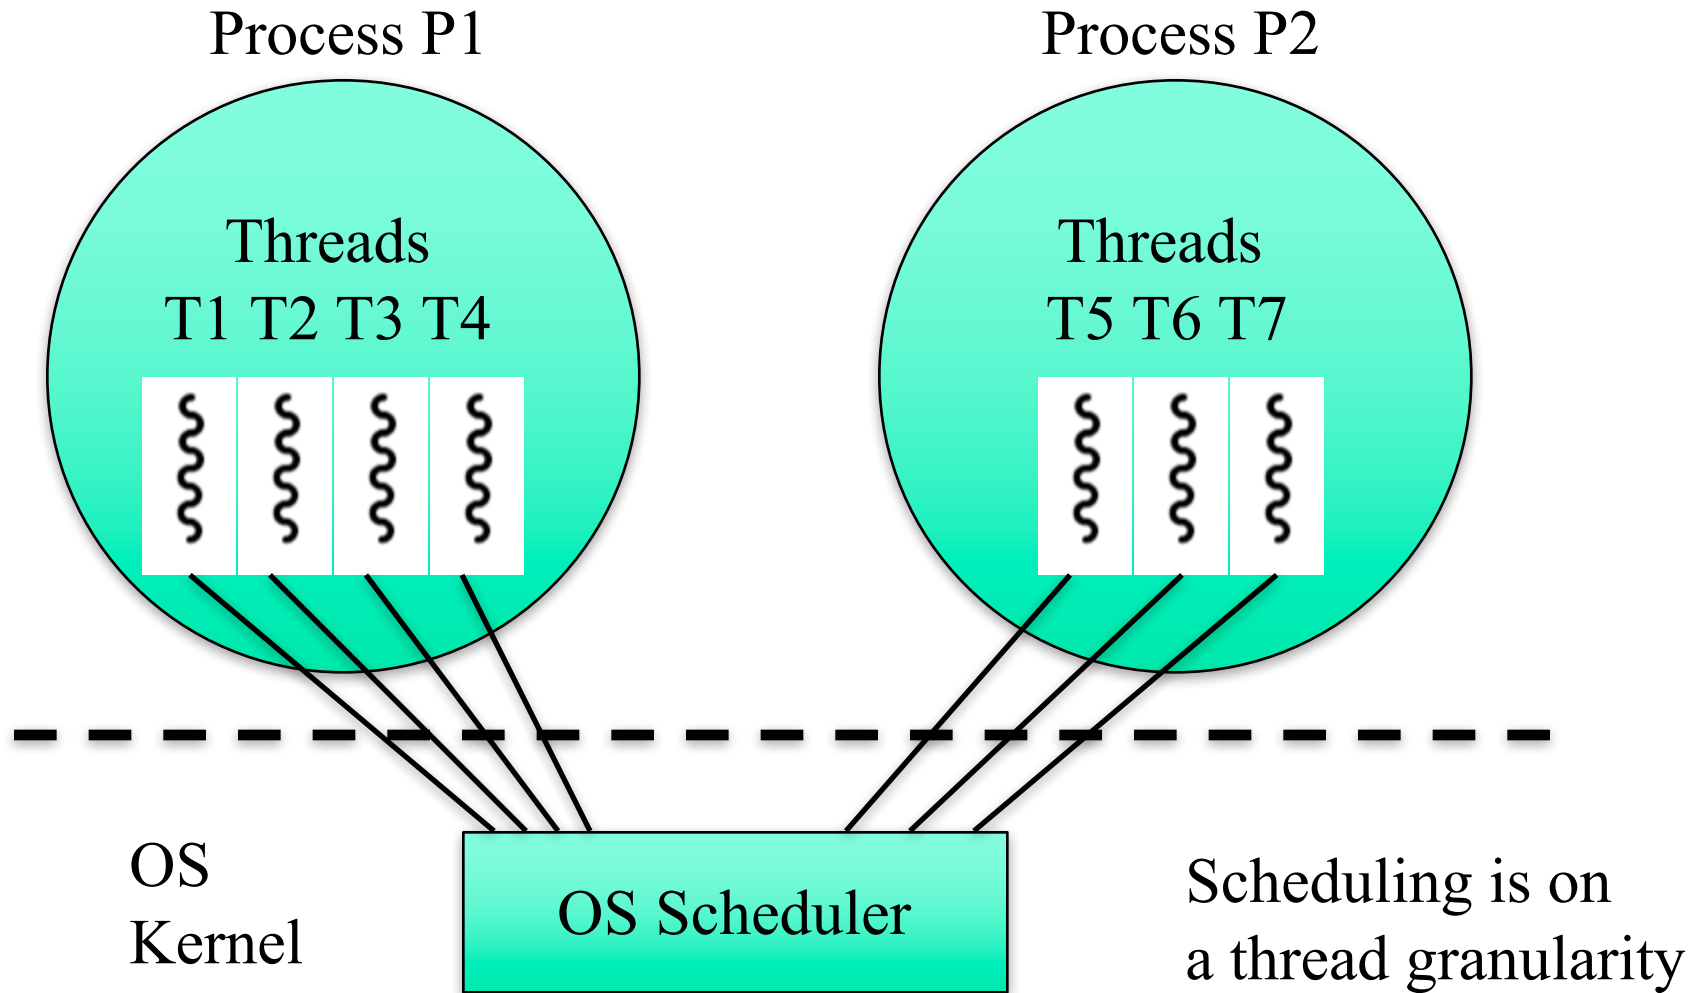 Process P1
Process P2
Threads
T1 T2 T3 T4
Threads
T5 T6 T7
OS
Kernel
OS Scheduler
Scheduling is on
a thread granularity